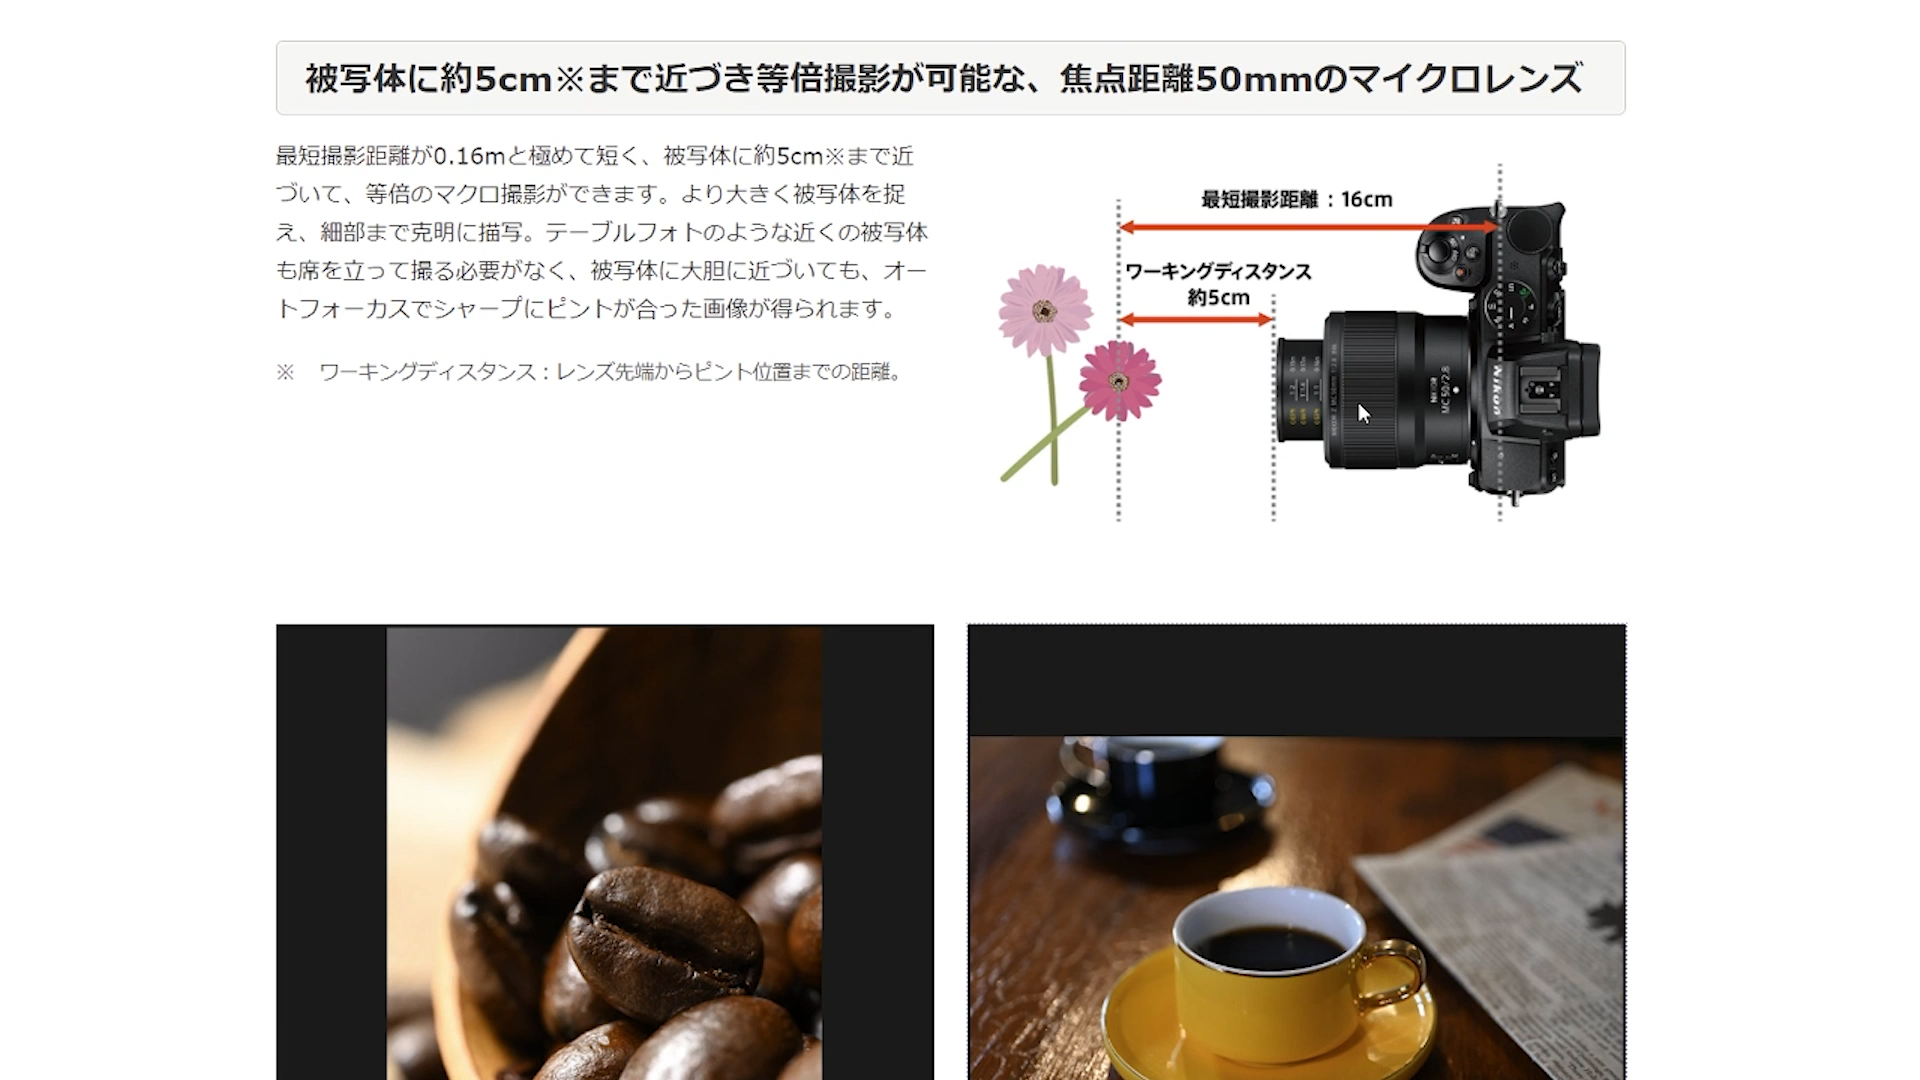 被写体に約5cm※まで近づき等倍撮影が可能な、焦点距離50mmのマイクロレンズ
最短撮影距離が0.16mと極めて短く、被写体に約5cm※まで近
づいて、等倍のマクロ撮影ができます。より大きく被写体を捉
え、細部まで克明に描写。テーブルフォトのような近くの被写体
も席を立って撮る必要がなく、被写体に大胆に近づいても、オー
トフォーカスでシャープにピントが合った画像が得られます。
※　ワーキングディスタンス：レンズ先端からピント位置までの距離。
最短撮影距離：16cm
ワーキングディスタンス
約5cm
Nikon
NIKKOR
MC 50/2.8